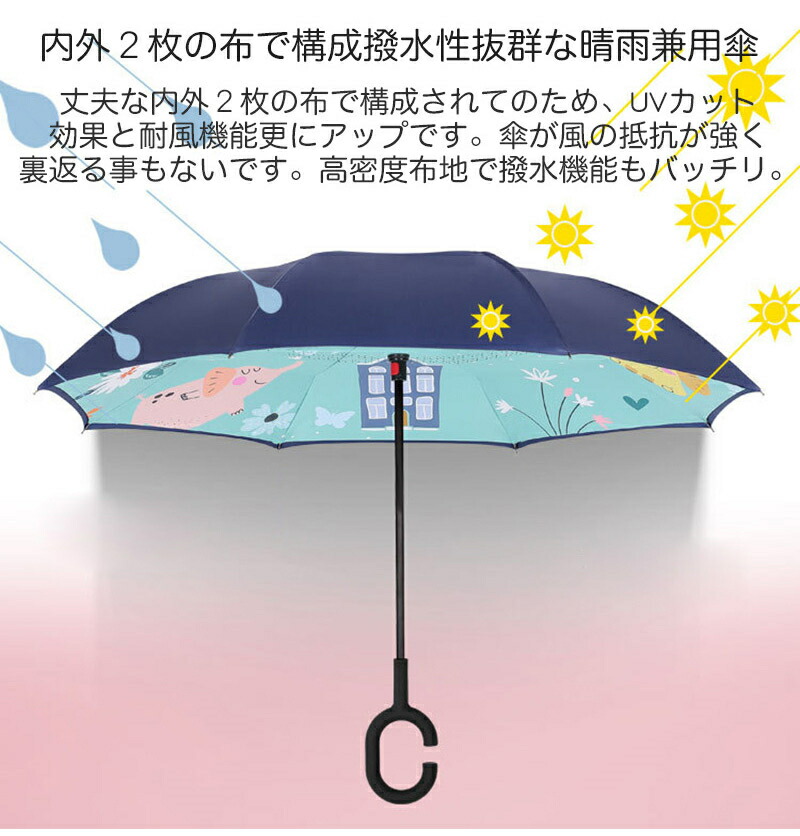 内外２枚の布で構成撥水性抜群な晴雨兼用傘
丈夫な内外２枚の布で構成されてのため、UVカット
効果と耐風機能更にアップです。傘が風の抵抗が強く
裏返る事もないです。高密度布地で撥水機能もバッチリ。